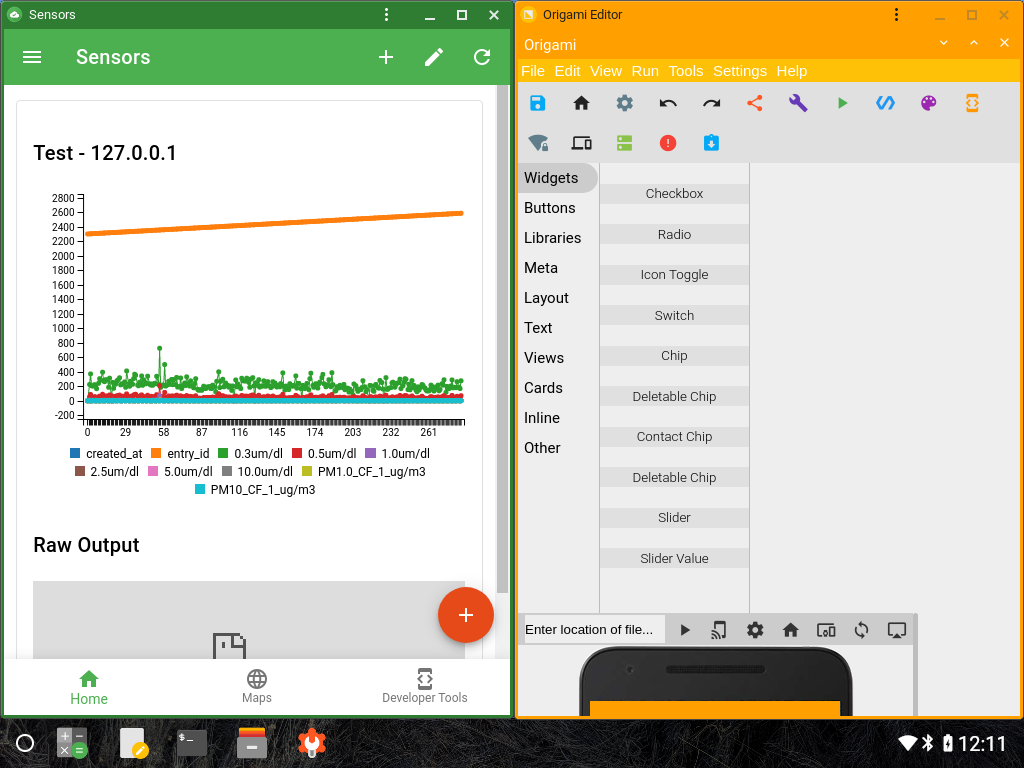 Sensors
Sensors
Test - 127.0.0.1
2800
2600
2400
2200
2000
1800
1600
1400
1200
1000
800
600
400
200
0
-200
0 29 58 87 116 145 174 203 232 261
created_at entry_id 0.3um/dl 0.5um/dl 1.0um/dl
2.5um/dl 5.0um/dl 10.0um/dl PM1.0_CF_1_ug/m3
PM10_CF_1_ug/m3
Raw Output
Home Maps Developer Tools
Origami Editor
Origami
File Edit View Run Tools Settings Help
Widgets
Buttons
Libraries
Meta
Layout
Text
Views
Cards
Inline
Other
Checkbox
Radio
Icon Toggle
Switch
Chip
Deletable Chip
Contact Chip
Deletable Chip
Slider
Slider Value
Enter location of file...
12:11